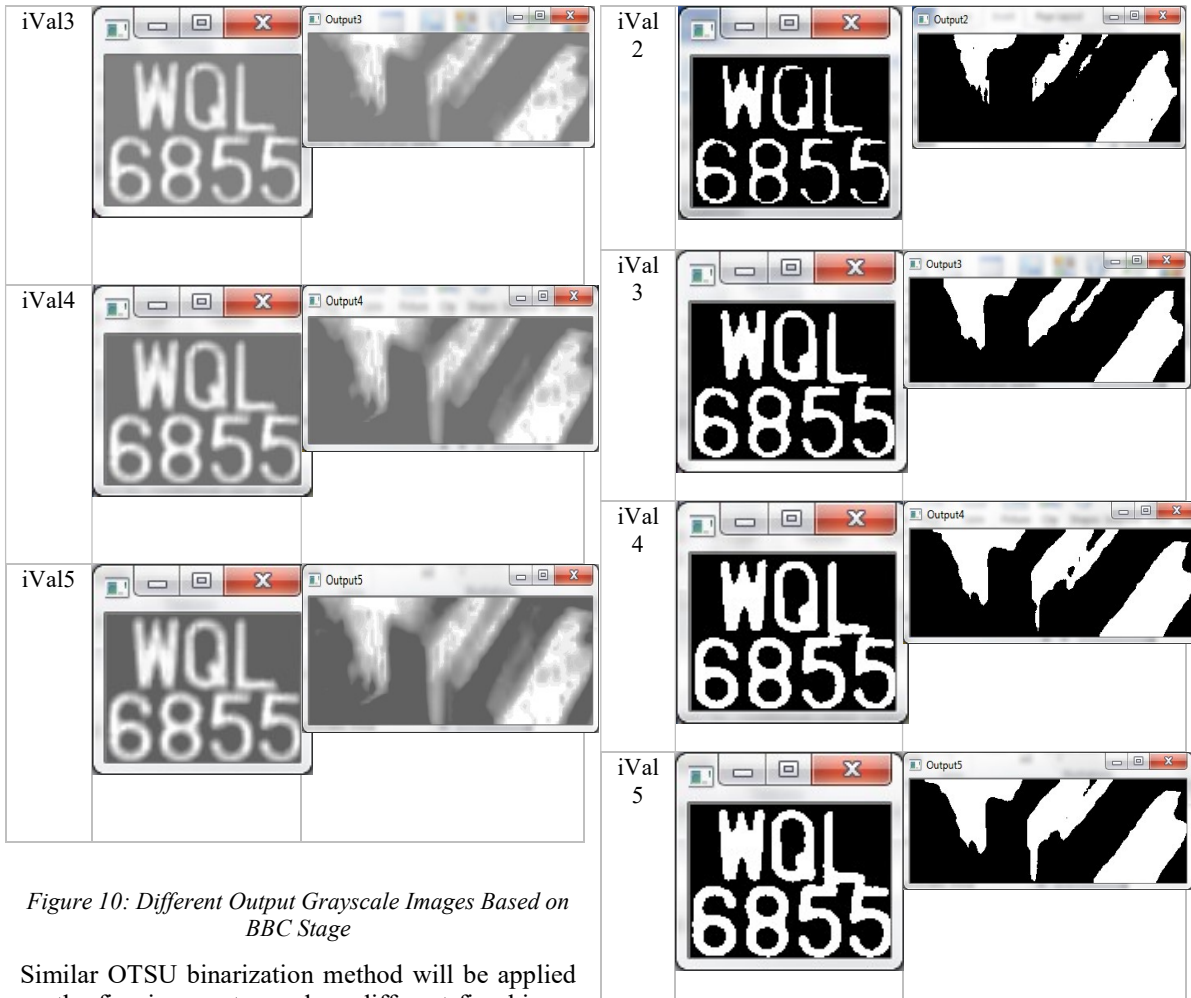 iVal3
Output3
WQL
6855
iVal4
Output4
WQL
6855
iVal5
Output5
WQL
6855
Figure 10: Different Output Grayscale Images Based on
BBC Stage
Similar OTSU binarization method will be applied
iVal
2
Output2
WQL
6855
iVal
3
Output3
WQL
6855
iVal
4
Output4
WQL
6855
iVal
5
Output5
WQL
6855